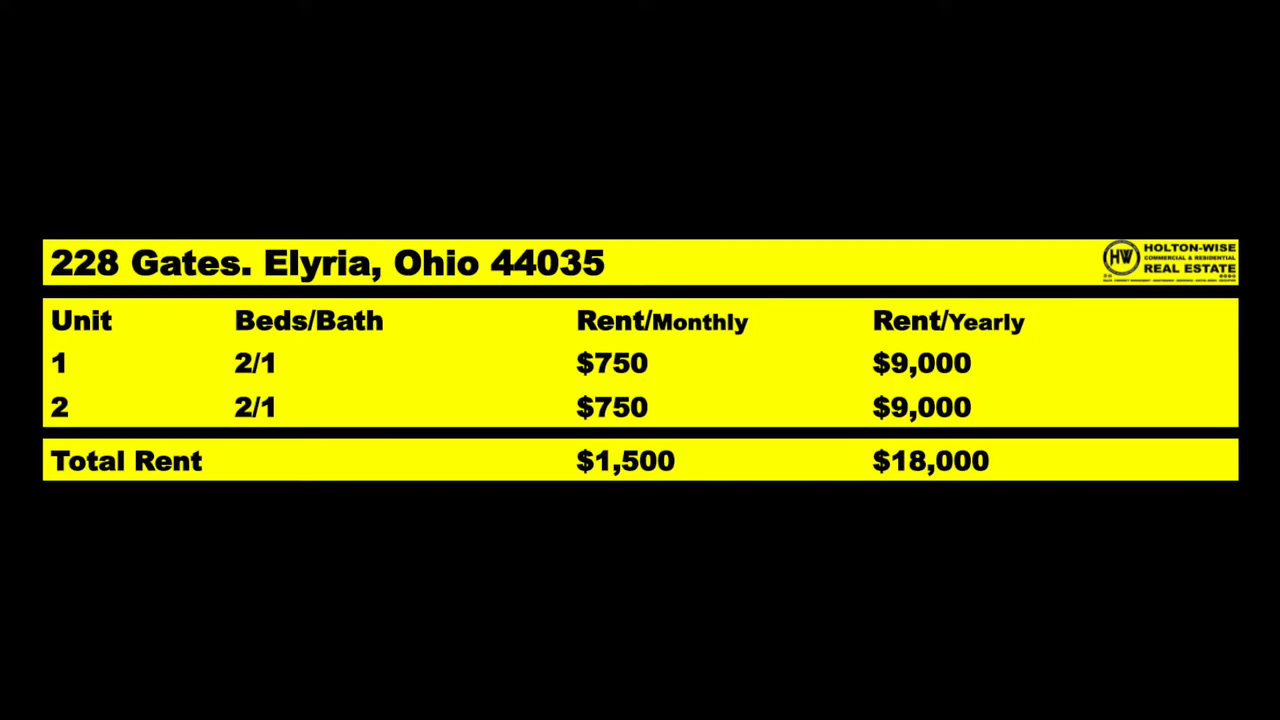 228 Gates. Elyria, Ohio 44035
HOLTON-WISE
COMMERCIAL & RESIDENTIAL
REAL ESTATE
HW
Unit Beds/Bath Rent/Monthly Rent/Yearly
1 2/1 $750 $9,000
2 2/1 $750 $9,000
Total Rent $1,500 $18,000